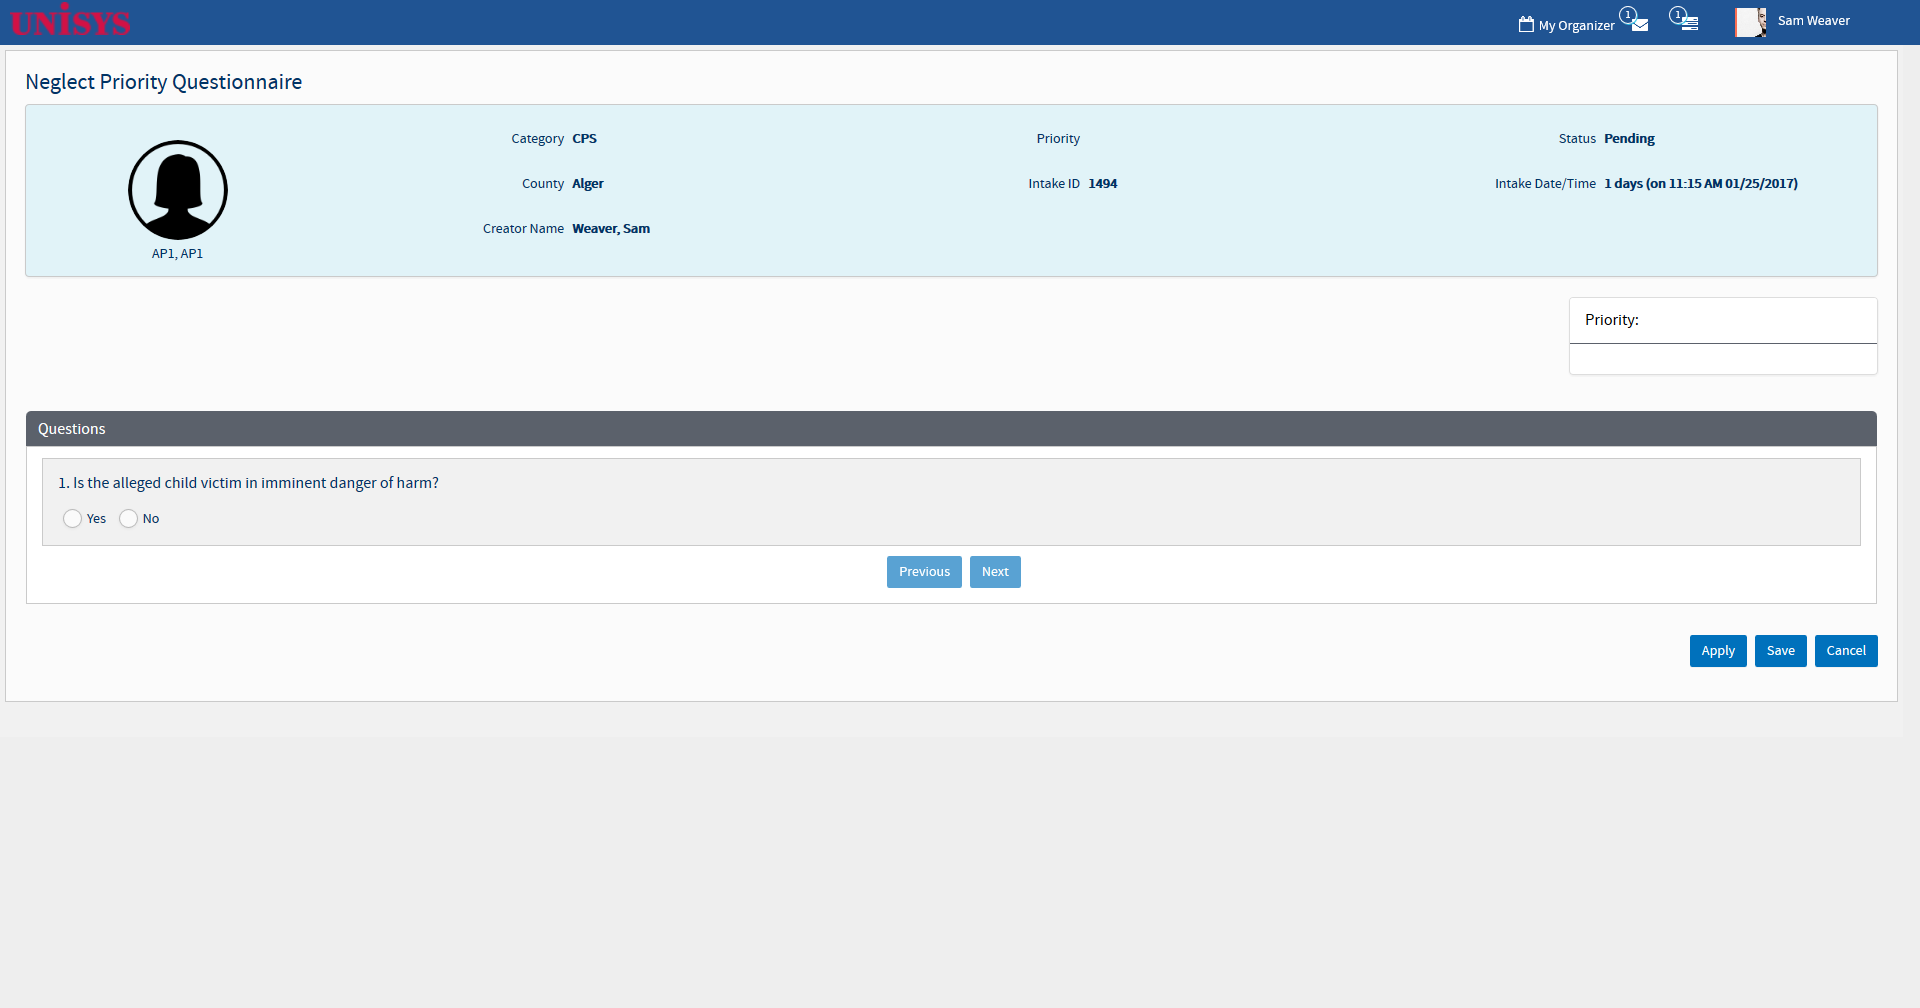 UNiSYS
My Organizer 1 1 Sam Weaver
Neglect Priority Questionnaire
Category CPS Priority Status Pending
County Alger Intake ID 1494 Intake Date/Time 1 days (on 11:15 AM 01/25/2017)
Creator Name Weaver, Sam
AP1, AP1
Priority:
Questions
1. Is the alleged child victim in imminent danger of harm?
Yes No
Previous Next
Apply Save Cancel